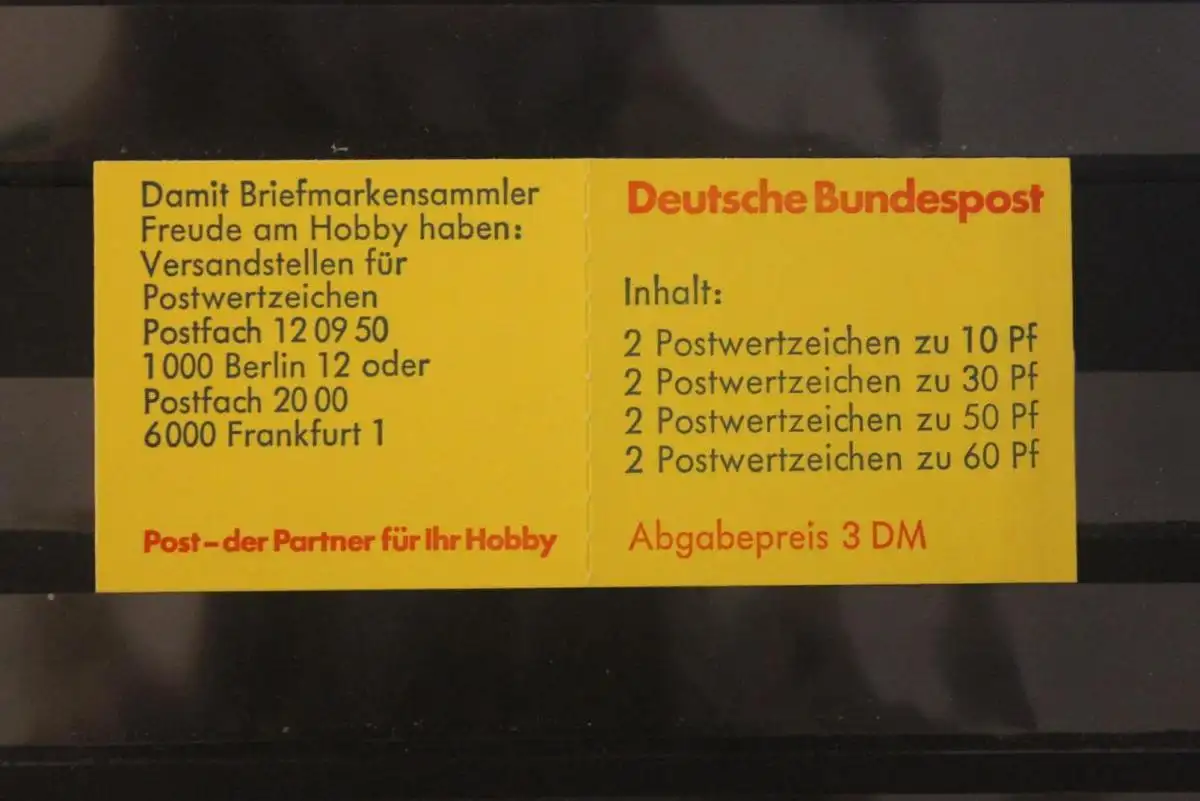 Damit Briefmarkensammler
Freude am Hobby haben:
Versandstellen für
Postwertzeichen
Postfach 12 09 50
1000 Berlin 12 oder
Postfach 20 00
6000 Frankfurt 1
Post – der Partner für Ihr Hobby
Deutsche Bundespost
Inhalt:
2 Postwertzeichen zu 10 Pf
2 Postwertzeichen zu 30 Pf
2 Postwertzeichen zu 50 Pf
2 Postwertzeichen zu 60 Pf
Abgabepreis 3 DM